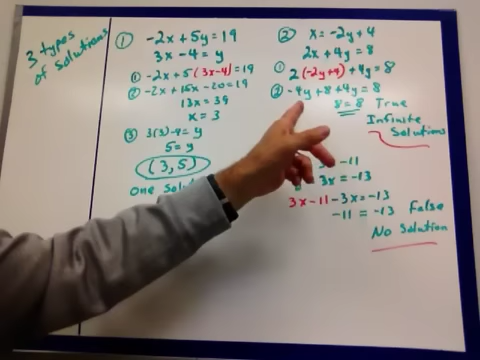 3 types
of solutions
① -2x + 5y = 19
3x - 4 = y
① -2x + 5(3x-4) = 19
② -2x + 15x - 20 = 19
13x = 39
x = 3
③ 3(3) - 4 = y
5 = y
(3, 5)
One
② x = -2y + 4
2x + 4y = 8
① 2(-2y+4) + 4y = 8
② -4y + 8 + 4y = 8
8 = 8 True
Infinite
Solutions
-11
3x = -13
3x - 11 - 3x = -13
-11 = -13 False
No Solution